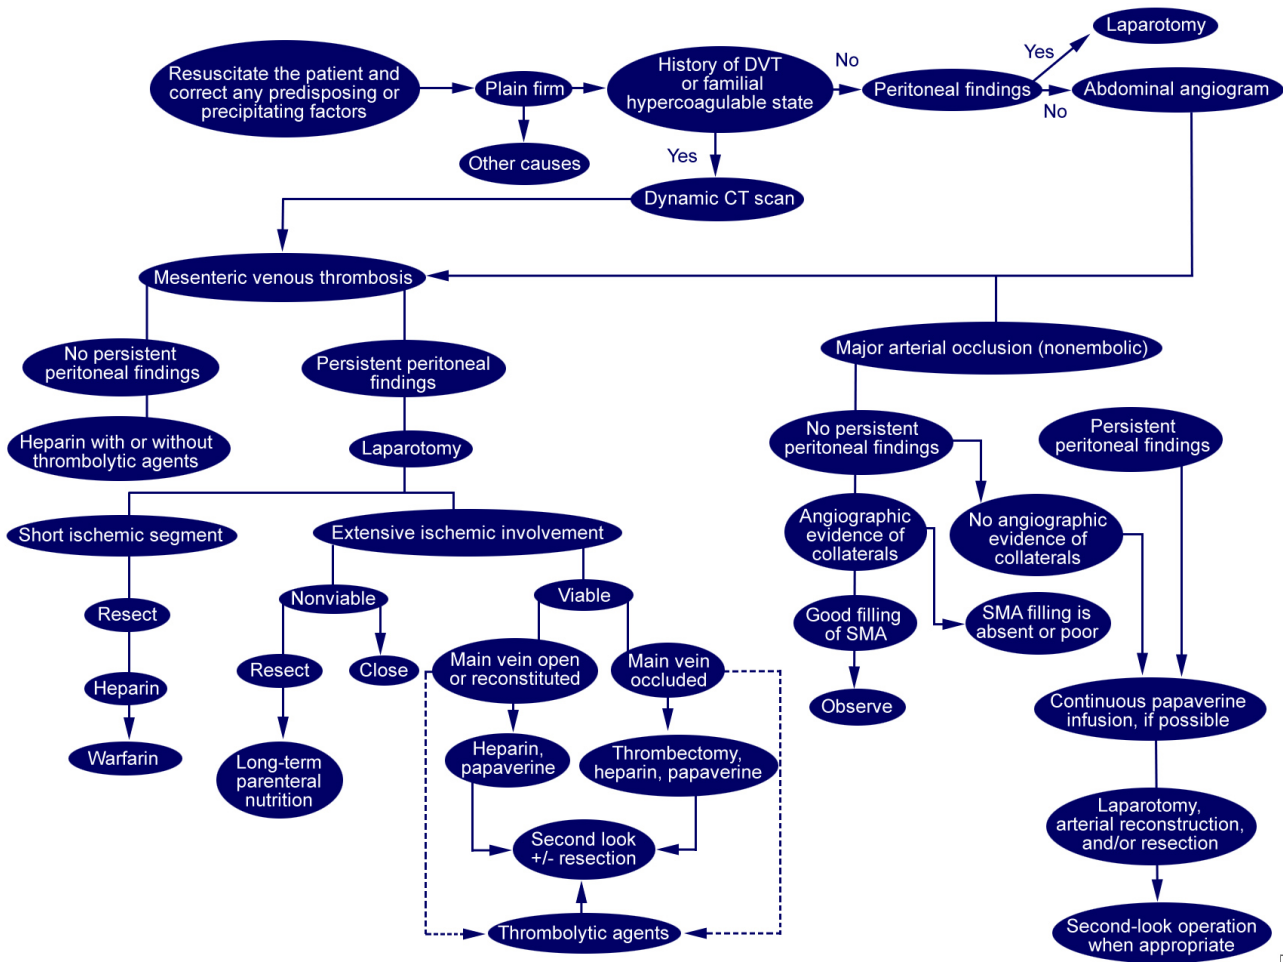 Laparotomy
Resuscitate the patient and
correct any predisposing or
precipitating factors
Plain firm
History of DVT
or familial
hypercoagulable state
No
Peritoneal findings
Yes
No
Abdominal angiogram
Other causes
Yes
Dynamic CT scan
Mesenteric venous thrombosis
No persistent
peritoneal findings
Persistent peritoneal
findings
Major arterial occlusion (nonembolic)
Heparin with or without
thrombolytic agents
Laparotomy
No persistent
peritoneal findings
Persistent
peritoneal findings
Short ischemic segment
Extensive ischemic involvement
Angiographic
evidence of
collaterals
No angiographic
evidence of
collaterals
Resect
Nonviable
Viable
Good filling
of SMA
SMA filling is
absent or poor
Heparin
Resect
Close
Main vein open
or reconstituted
Main vein
occluded
Observe
Continuous papaverine
infusion, if possible
Warfarin
Long-term
parenteral
nutrition
Heparin,
papaverine
Thrombectomy,
heparin, papaverine
Second look
+/- resection
Laparotomy,
arterial reconstruction,
and/or resection
Thrombolytic agents
Second-look operation
when appropriate